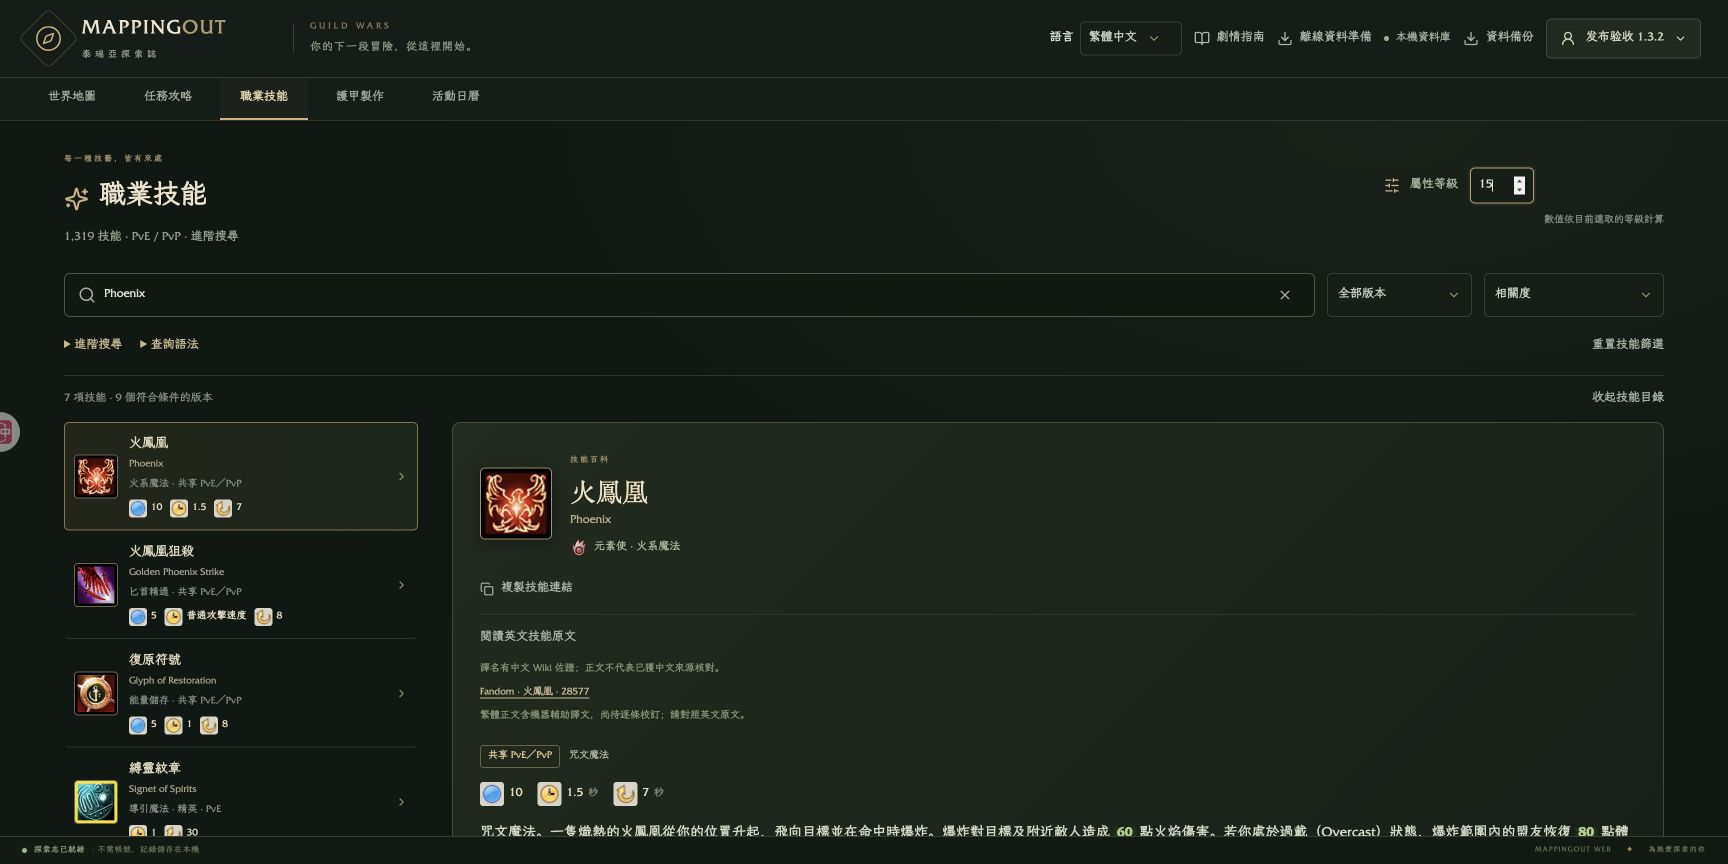 MAPPINGOUT
泰瑞亞探索誌
GUILD WARS
你的下一段冒險，從這裡開始。
語言
繁體中文
劇情指南
離線資料準備
本機資料庫
資料備份
发布验收 1.3.2
世界地圖
任務攻略
職業技能
護甲製作
活動日曆
每一種技藝，皆有來處
職業技能
1,319 技能 · PvE / PvP · 進階搜尋
屬性等級
15
數值依目前選取的等級計算
Phoenix
全部版本
相關度
進階搜尋
查詢語法
重置技能篩選
7 項技能 · 9 個符合條件的版本
收起技能目錄
火鳳凰
Phoenix
火系魔法 · 共享 PvE／PvP
10 1.5 7
火鳳凰狙殺
Golden Phoenix Strike
匕首精通 · 共享 PvE／PvP
5 普通攻擊速度 8
復原符號
Glyph of Restoration
能量儲存 · 共享 PvE／PvP
5 1 8
縛靈紋章
Signet of Spirits
導引魔法 · 精英 · PvE
1 30
技能百科
火鳳凰
Phoenix
元素使 · 火系魔法
複製技能連結
閱讀英文技能原文
譯名有中文 Wiki 佐證；正文不代表已獲中文來源核對。
Fandom · 火鳳凰 · 28577
繁體正文含機器輔助譯文，尚待逐條校訂；請對照英文原文。
共享 PvE／PvP
咒文魔法
10 1.5 秒 7 秒
咒文魔法。一隻熾熱的火鳳凰從你的位置升起，飛向目標並在命中時爆炸。爆炸對目標及附近敵人造成 60 點火焰傷害。若你處於過載（Overcast）狀態，爆炸範圍內的盟友恢復 80 點體
探索志已就緒 · 不需帳號，記錄儲存在本機
MAPPINGOUT WEB
為熱愛探索的你
中